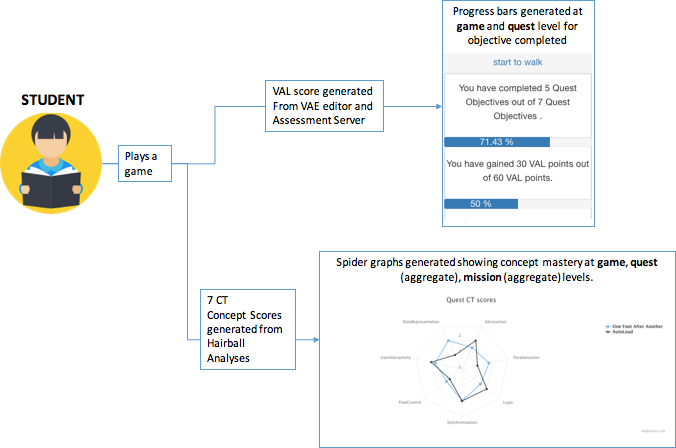 Progress bars generated at
game and quest level for
objective completed
start to walk
You have completed 5 Quest
Objectives out of 7 Quest
Objectives .
71.43 %
You have gained 30 VAL points out
of 60 VAL points.
50 %
VAL score generated
From VAE editor and
Assessment Server
STUDENT
Plays a
game
7 CT
Concept Scores
generated from
Hairball
Analyses
Spider graphs generated showing concept mastery at game, quest
(aggregate), mission (aggregate) levels.
Quest CT scores
DataRepresentation
Abstraction
One Foot After Another
AutoLoad
UserInteractivity
Parallelization
FlowControl
Logic
Synchronization